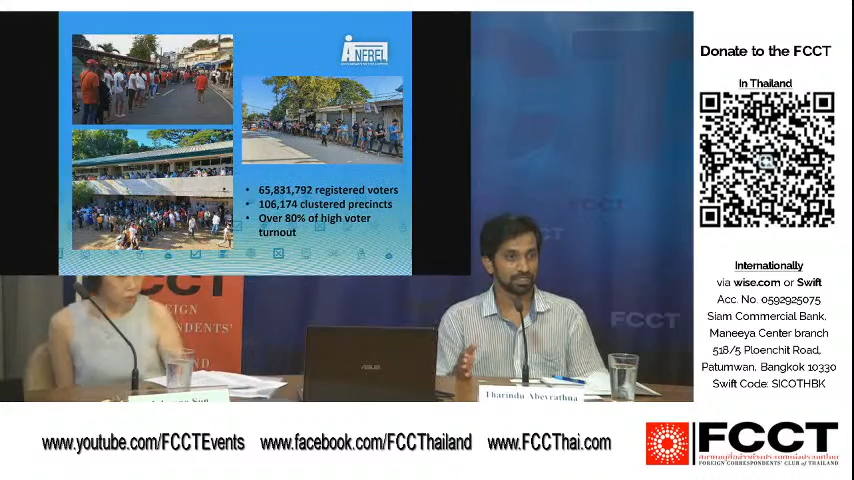 ANFREL
• 65,831,792 registered voters
• 106,174 clustered precincts
• Over 80% of high voter
turnout
FCCT
FCCT
FCCT
ASUS
Tharindu Abeyrathna
Donate to the FCCT
In Thailand
Internationally
via wise.com or Swift
Acc. No. 0592925075
Siam Commercial Bank,
Maneeya Center branch
518/5 Ploenchit Road,
Patumwan, Bangkok 10330
Swift Code: SICOTHBK
www.youtube.com/FCCTEvents www.facebook.com/FCCThailand www.FCCThai.com
FCCT
FOREIGN CORRESPONDENTS' CLUB of THAILAND